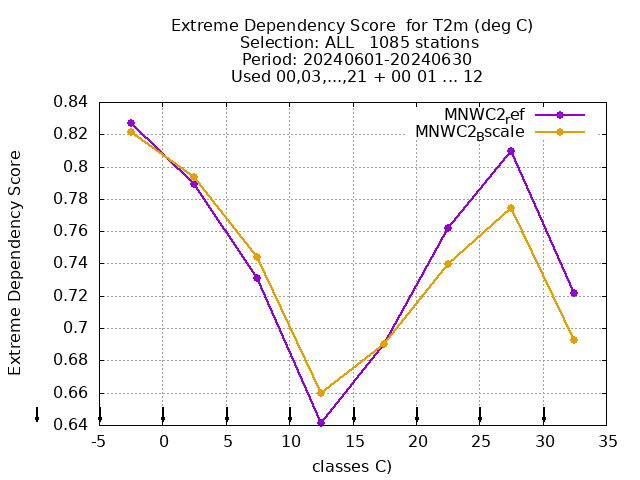 Extreme Dependency Score  for T2m (deg C)
Selection: ALL   1085 stations
Period: 20240601-20240630
Used 00,03,...,21 + 00 01 ... 12
MNWC2_ref
MNWC2_Bscale
Extreme Dependency Score
0.84
0.82
0.8
0.78
0.76
0.74
0.72
0.7
0.68
0.66
0.64
-5 0 5 10 15 20 25 30 35
classes C)